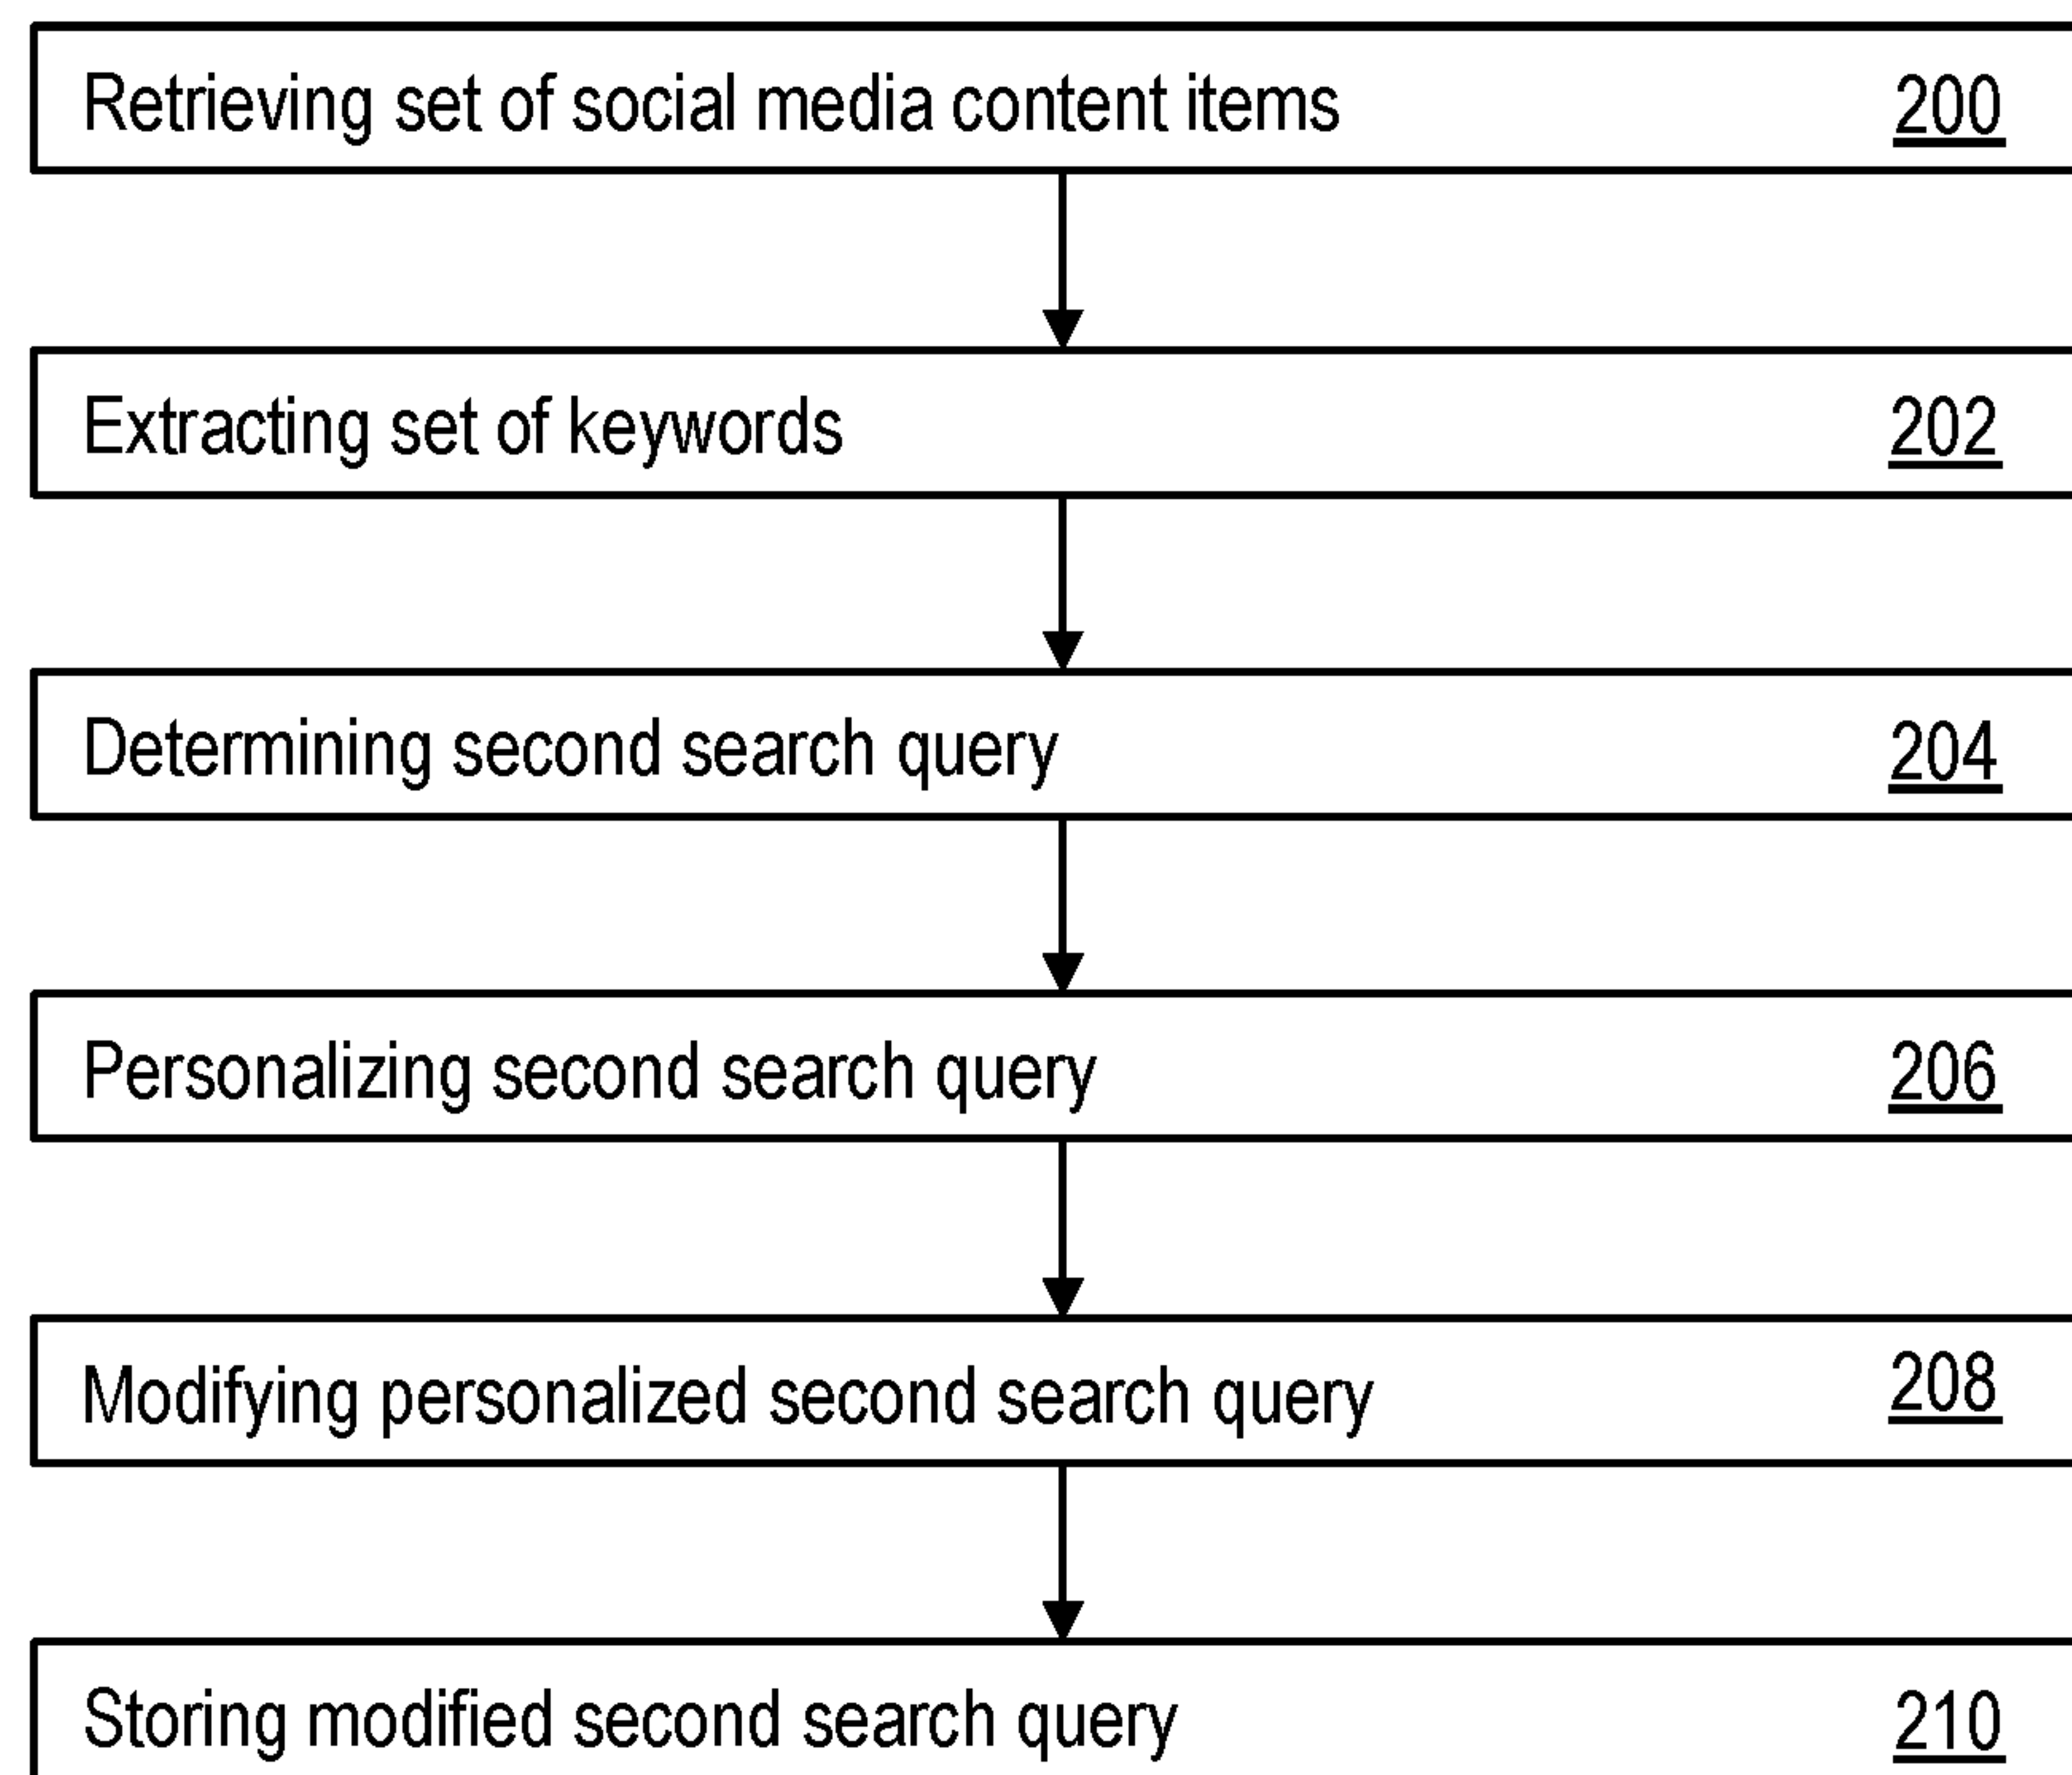 Retrieving set of social media content items 200
Extracting set of keywords 202
Determining second search query 204
Personalizing second search query 206
Modifying personalized second search query 208
Storing modified second search query 210